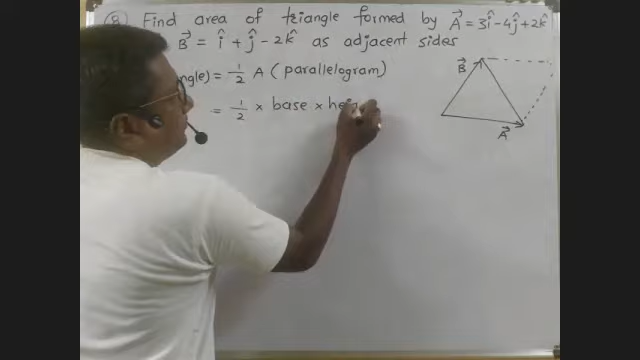 ⑧ Find area of triangle formed by A⃗ = 3î - 4ĵ + 2k̂
B⃗ = î + ĵ - 2k̂ as adjacent sides
ngle) = 1/2 A (parallelogram)
= 1/2 × base × hei
B⃗
A⃗